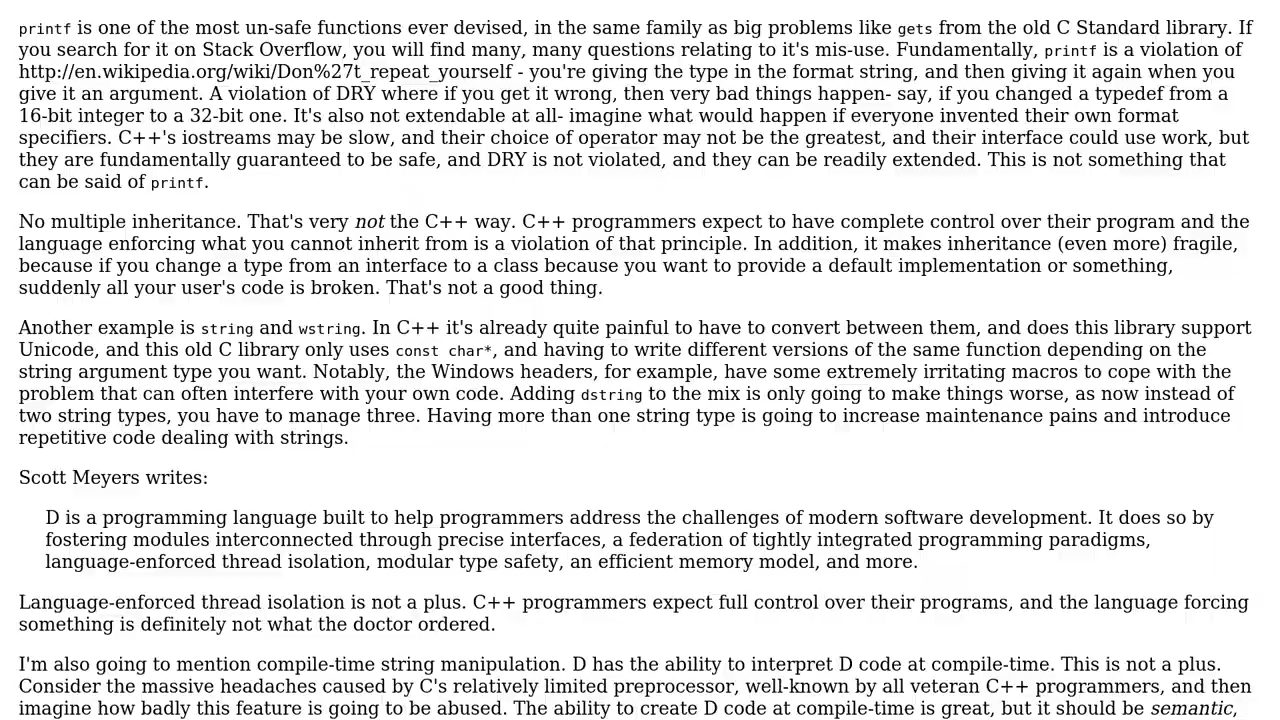 printf is one of the most un-safe functions ever devised, in the same family as big problems like gets from the old C Standard library. If
you search for it on Stack Overflow, you will find many, many questions relating to it's mis-use. Fundamentally, printf is a violation of
http://en.wikipedia.org/wiki/Don%27t_repeat_yourself - you're giving the type in the format string, and then giving it again when you
give it an argument. A violation of DRY where if you get it wrong, then very bad things happen- say, if you changed a typedef from a
16-bit integer to a 32-bit one. It's also not extendable at all- imagine what would happen if everyone invented their own format
specifiers. C++'s iostreams may be slow, and their choice of operator may not be the greatest, and their interface could use work, but
they are fundamentally guaranteed to be safe, and DRY is not violated, and they can be readily extended. This is not something that
can be said of printf.
No multiple inheritance. That's very not the C++ way. C++ programmers expect to have complete control over their program and the
language enforcing what you cannot inherit from is a violation of that principle. In addition, it makes inheritance (even more) fragile,
because if you change a type from an interface to a class because you want to provide a default implementation or something,
suddenly all your user's code is broken. That's not a good thing.
Another example is string and wstring. In C++ it's already quite painful to have to convert between them, and does this library support
Unicode, and this old C library only uses const char*, and having to write different versions of the same function depending on the
string argument type you want. Notably, the Windows headers, for example, have some extremely irritating macros to cope with the
problem that can often interfere with your own code. Adding dstring to the mix is only going to make things worse, as now instead of
two string types, you have to manage three. Having more than one string type is going to increase maintenance pains and introduce
repetitive code dealing with strings.
Scott Meyers writes:
D is a programming language built to help programmers address the challenges of modern software development. It does so by
fostering modules interconnected through precise interfaces, a federation of tightly integrated programming paradigms,
language-enforced thread isolation, modular type safety, an efficient memory model, and more.
Language-enforced thread isolation is not a plus. C++ programmers expect full control over their programs, and the language forcing
something is definitely not what the doctor ordered.
I'm also going to mention compile-time string manipulation. D has the ability to interpret D code at compile-time. This is not a plus.
Consider the massive headaches caused by C's relatively limited preprocessor, well-known by all veteran C++ programmers, and then
imagine how badly this feature is going to be abused. The ability to create D code at compile-time is great, but it should be semantic,